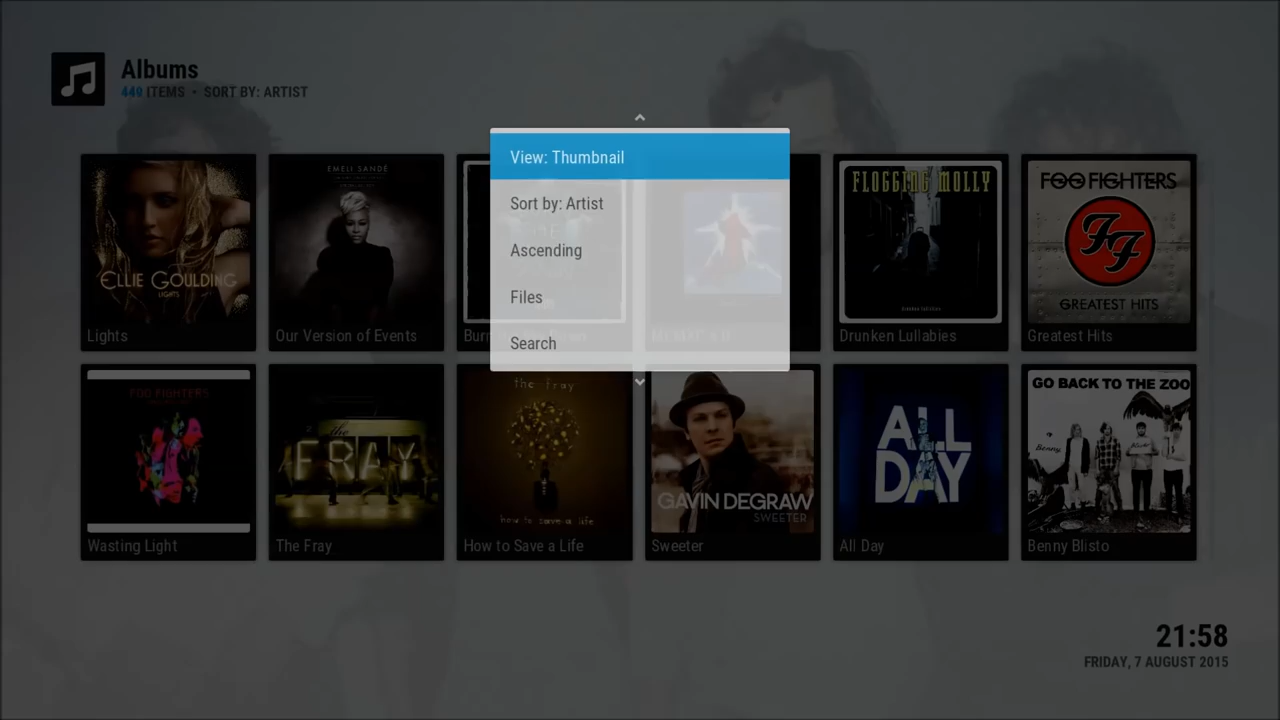 Albums
449 ITEMS • SORT BY: ARTIST
View: Thumbnail
Sort by: Artist
Ascending
Files
Search
ELLIE GOULDING
LIGHTS
Lights
EMELI SANDÉ
Our Version of Events
FLOGGING MOLLY
DRUNKEN LULLABIES
Drunken Lullabies
FOO FIGHTERS
FF
GREATEST HITS
Greatest Hits
FOO FIGHTERS
Wasting Light
the
FRAY
The Fray
the fray
how to save a life
How to Save a Life
GAVIN DEGRAW
SWEETER
Sweeter
ALL
DAY
All Day
GO BACK TO THE ZOO
Benny Blisto
21:58
FRIDAY, 7 AUGUST 2015